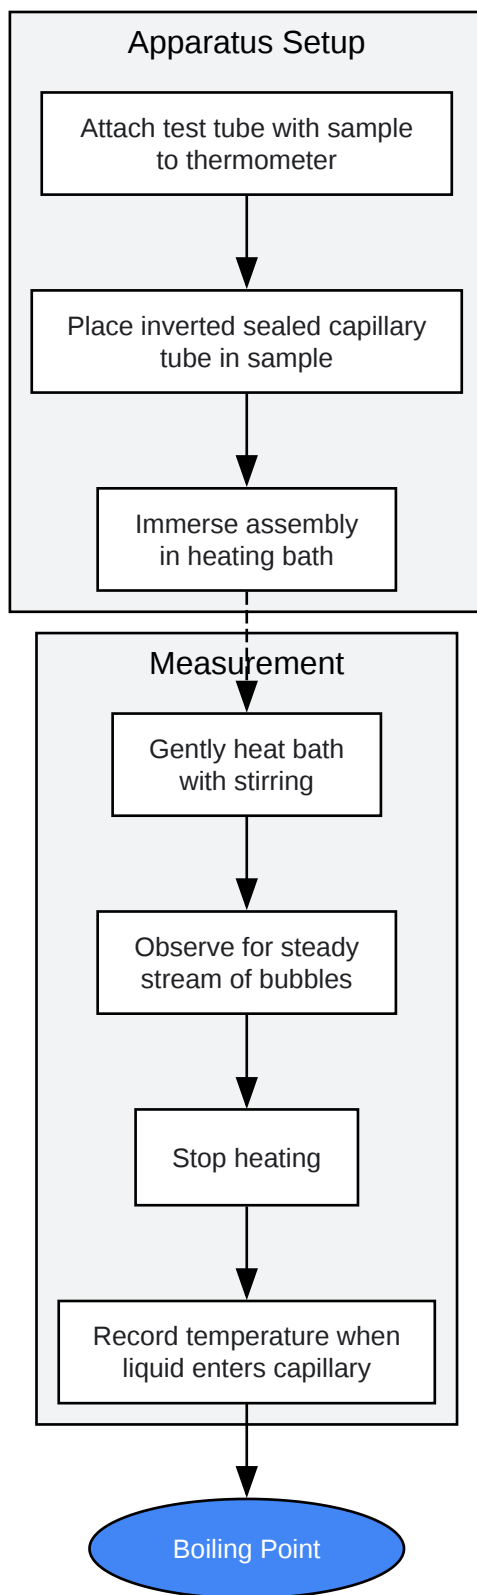 Apparatus Setup
Attach test tube with sample
to thermometer
Place inverted sealed capillary
tube in sample
Immerse assembly
in heating bath
Measurement
Gently heat bath
with stirring
Observe for steady
stream of bubbles
Stop heating
Record temperature when
liquid enters capillary
Boiling Point